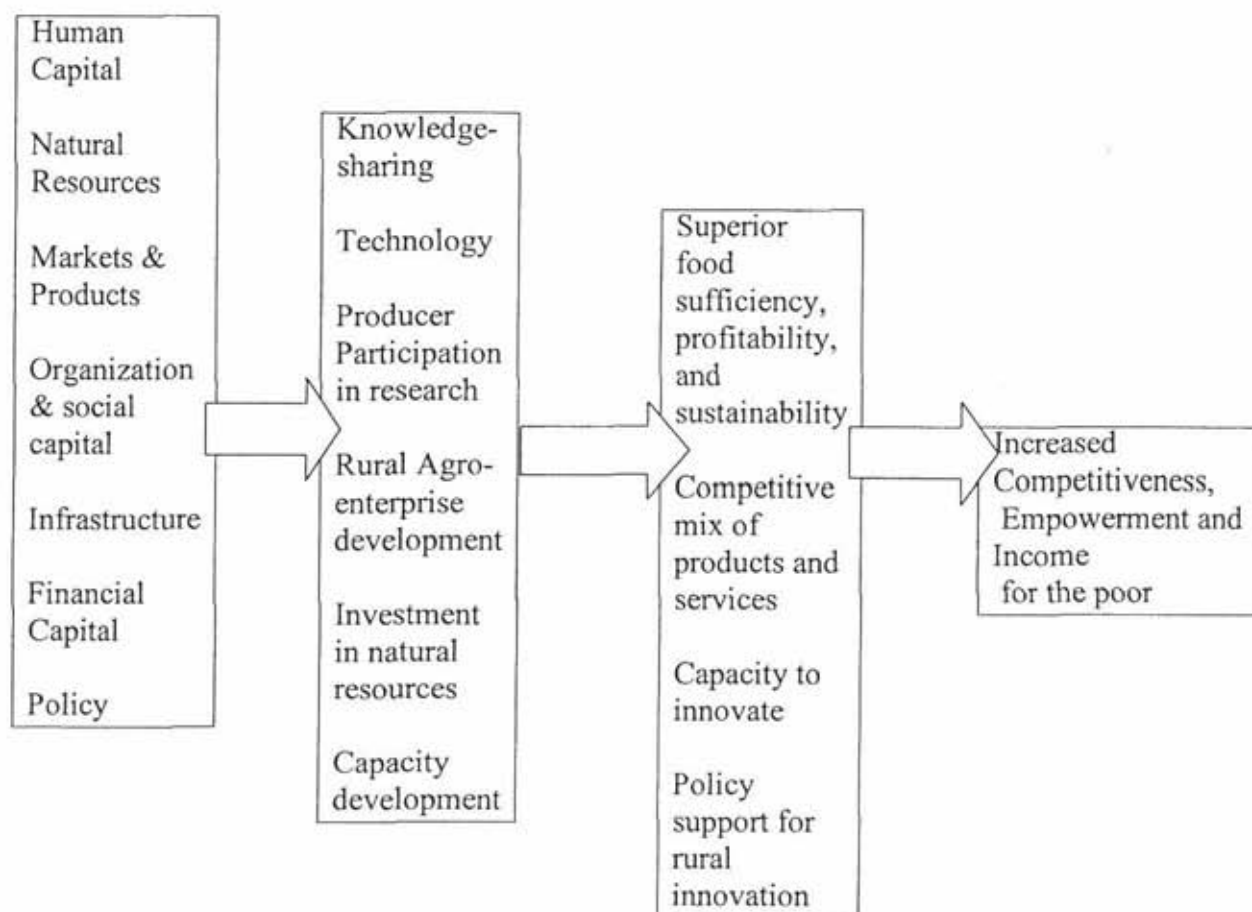 Human
Capital
Natural
Resources
Markets &
Products
Organization
& social
capital
Infrastructure
Financial
Capital
Policy
Knowledge-
sharing
Technology
Producer
Participation
in research
Rural Agro-
enterprise
development
Investment
in natural
resources
Capacity
development
Superior
food
sufficiency,
profitability,
and
sustainability
Competitive
mix of
products and
services
Capacity to
innovate
Policy
support for
rural
innovation
Increased
Competitiveness,
Empowerment and
Income
for the poor